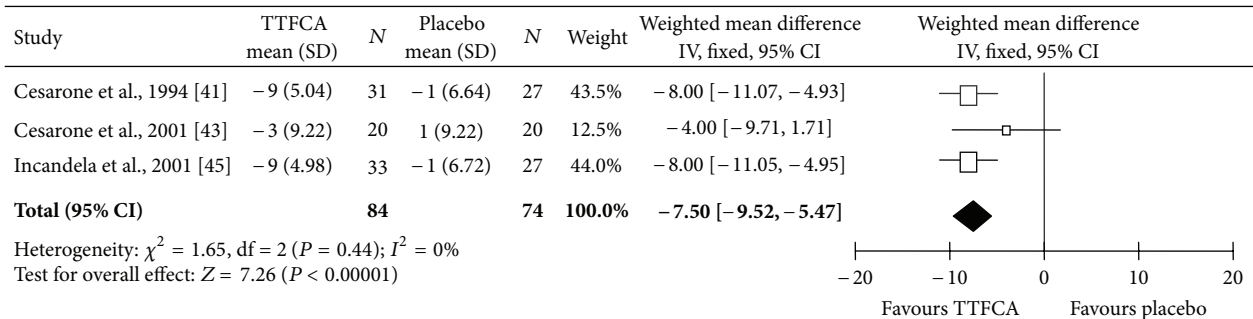 Study TTFCA mean (SD) N Placebo mean (SD) N Weight Weighted mean difference IV, fixed, 95% CI Weighted mean difference IV, fixed, 95% CI
Cesarone et al., 1994 [41] −9 (5.04) 31 −1 (6.64) 27 43.5% −8.00 [−11.07, −4.93]
Cesarone et al., 2001 [43] −3 (9.22) 20 1 (9.22) 20 12.5% −4.00 [−9.71, 1.71]
Incandela et al., 2001 [45] −9 (4.98) 33 −1 (6.72) 27 44.0% −8.00 [−11.05, −4.95]
Total (95% CI) 84 74 100.0% −7.50 [−9.52, −5.47]
Heterogeneity: χ² = 1.65, df = 2 (P = 0.44); I² = 0%
Test for overall effect: Z = 7.26 (P < 0.00001)
−20 −10 0 10 20
Favours TTFCA Favours placebo